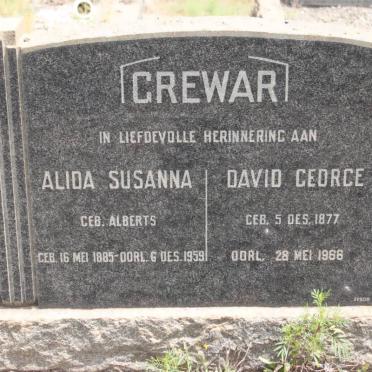 CREWAR
IN LIEFDEVOLLE HERINNERING AAN
ALIDA SUSANNA
GEB. ALBERTS
GEB. 16 MEI 1885-OORL. 6 DES. 1959
DAVID GEORGE
GEB. 5 DES. 1877
OORL. 28 MEI 1966